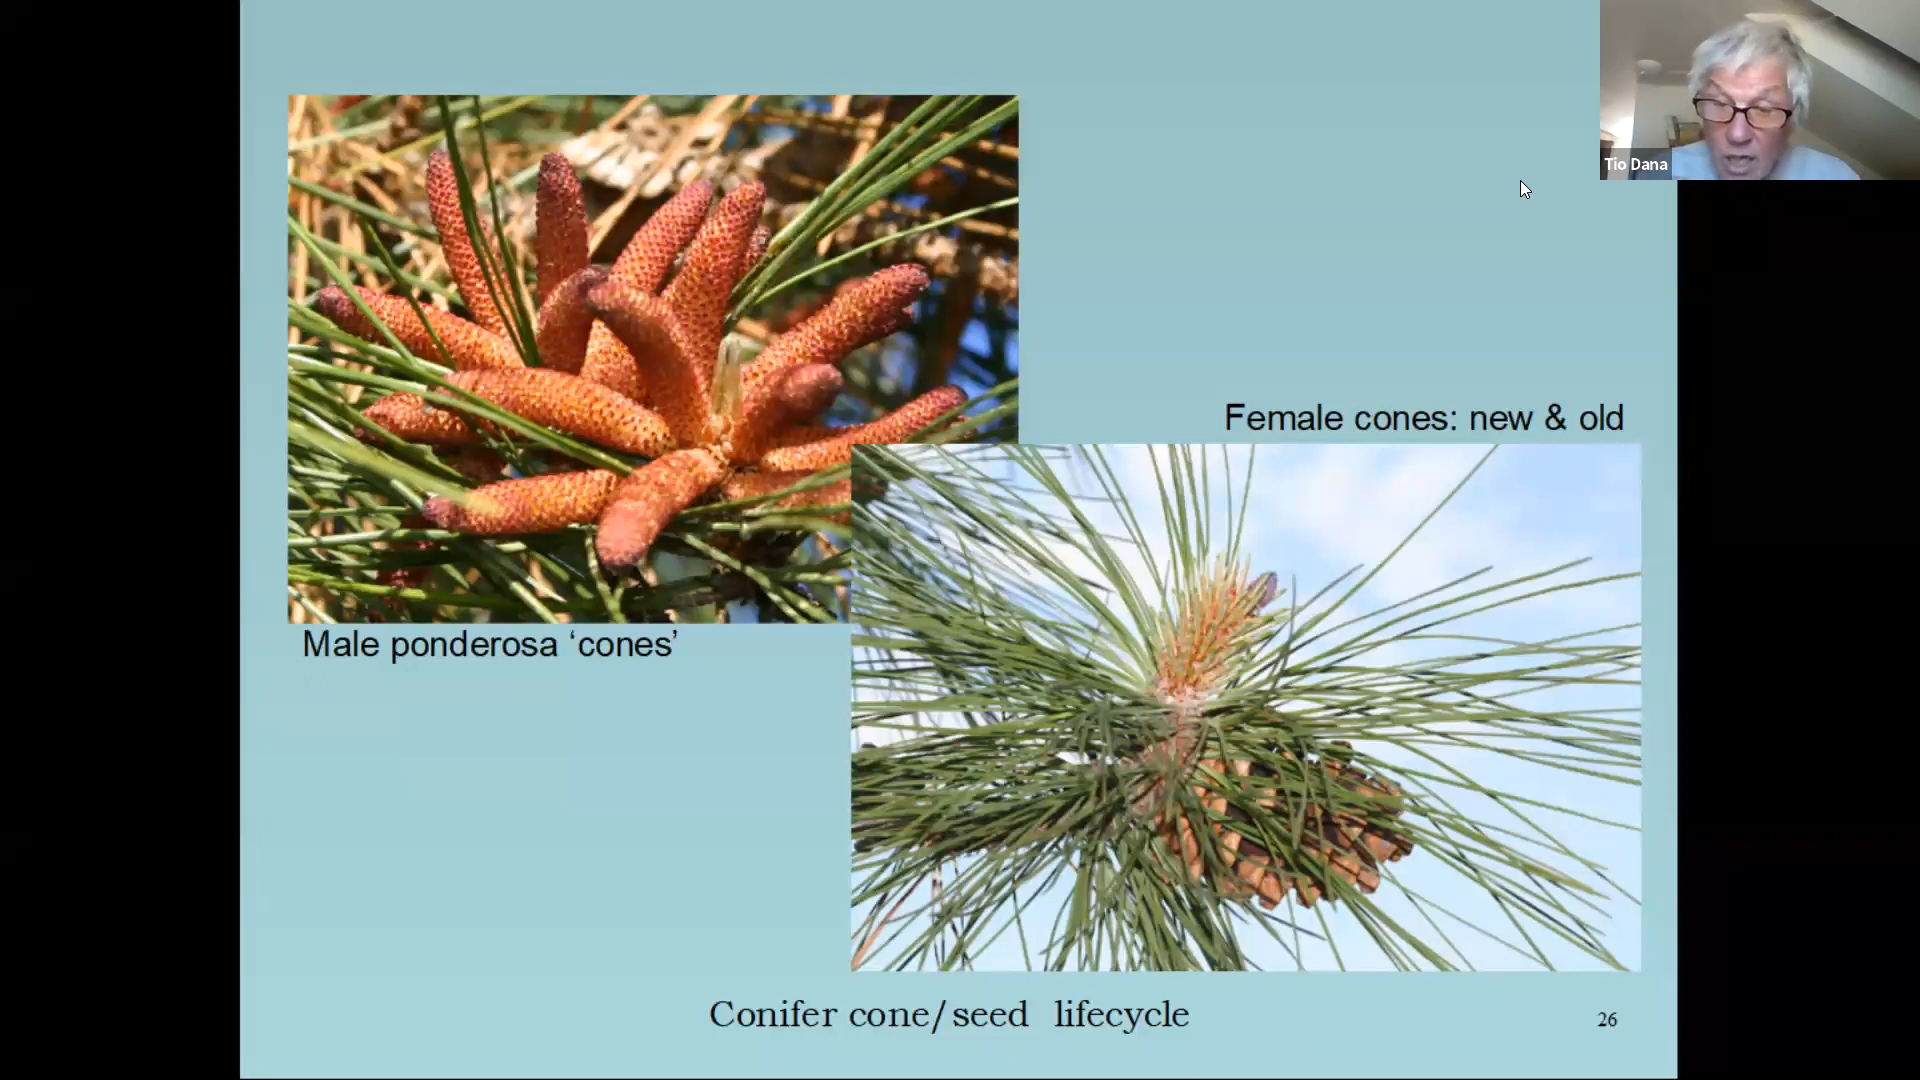 Tio Dana
Female cones: new & old
Male ponderosa ‘cones’
Conifer cone/seed lifecycle
26